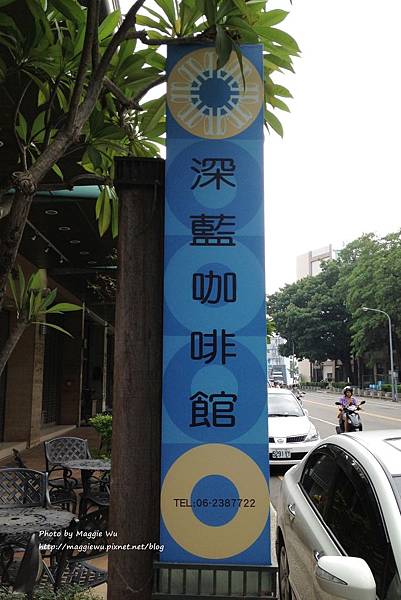 深藍咖啡館
TEL:06-2387722
Photo by Maggie Wu
http://maggiewu.pixnet.net/blog